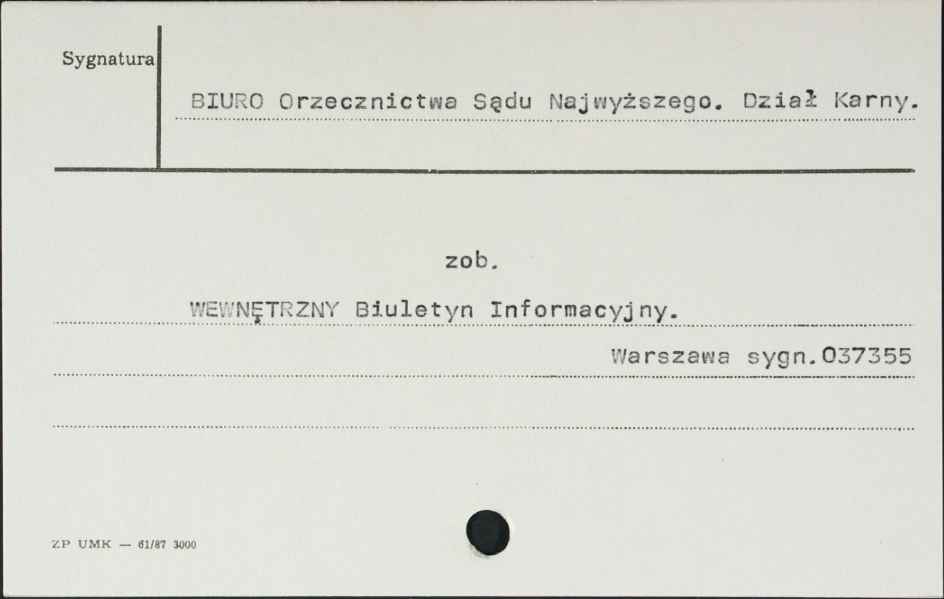 Sygnatura
BIURO Orzecznictwa Sądu Najwyższego. Dział Karny.
zob.
WEWNĘTRZNY Biuletyn Informacyjny.
Warszawa sygn.037355
ZP UMK — 61/87 3000